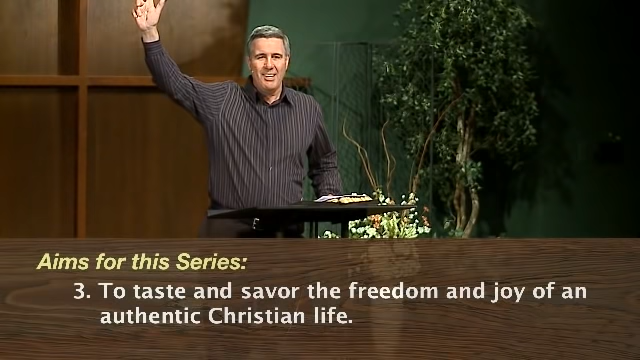 Aims for this Series:
3. To taste and savor the freedom and joy of an
authentic Christian life.